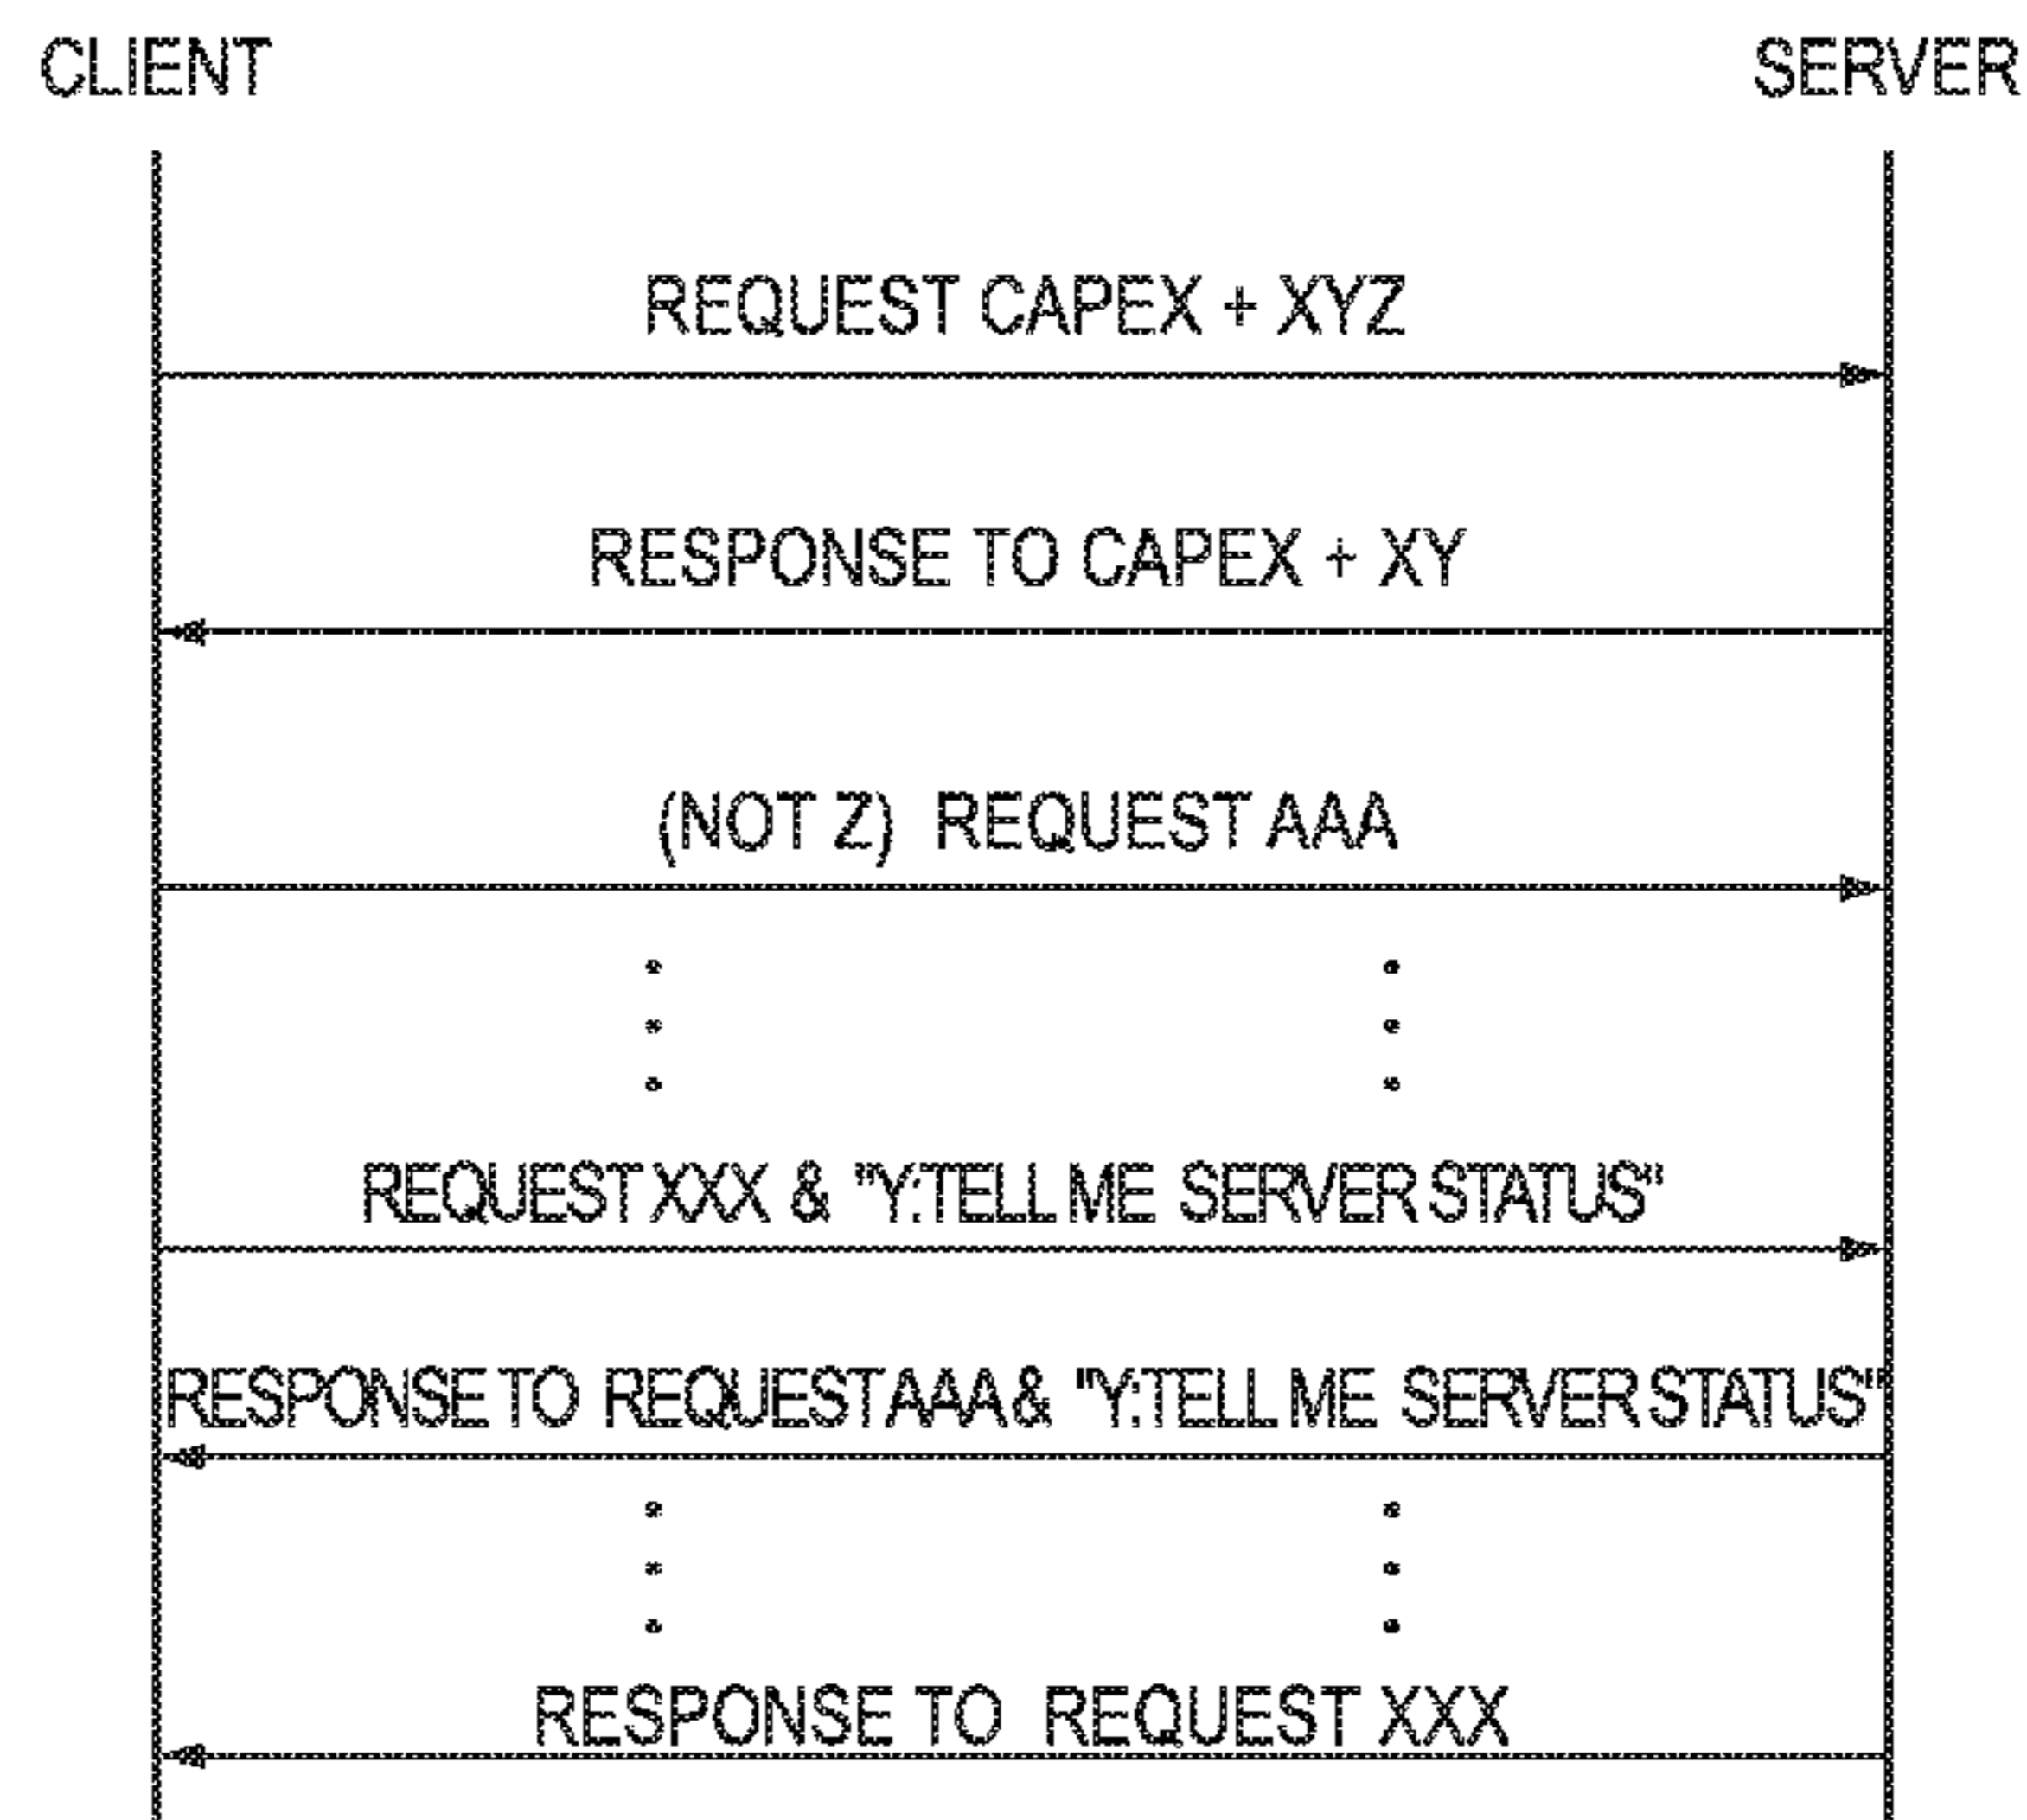 CLIENT
SERVER
REQUEST CAPEX + XYZ
RESPONSE TO CAPEX + XY
(NOT Z) REQUEST AAA
REQUEST XXX & "Y:TELL ME SERVER STATUS"
RESPONSE TO REQUEST AAA & "Y:TELL ME SERVER STATUS"
RESPONSE TO REQUEST XXX